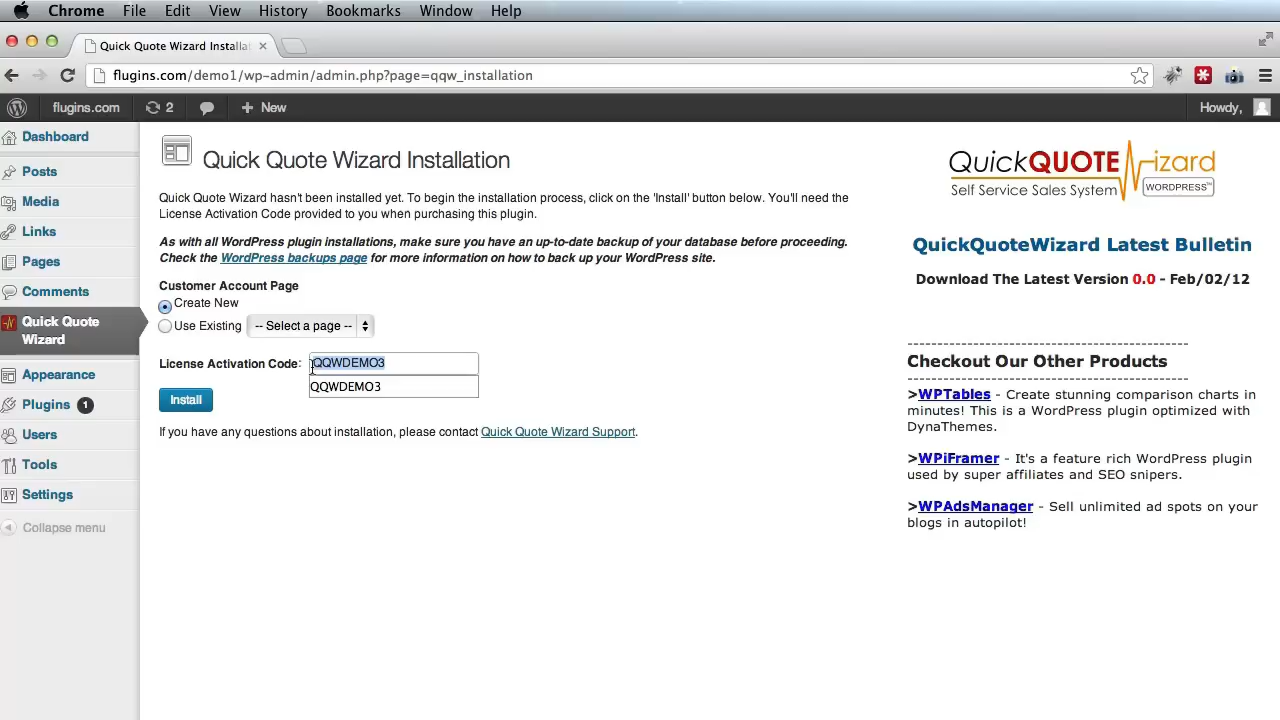 Chrome File Edit View History Bookmarks Window Help
Quick Quote Wizard Installat
flugins.com/demo1/wp-admin/admin.php?page=qqw_installation
flugins.com 2 New Howdy,
Dashboard
Posts
Media
Links
Pages
Comments
Quick Quote
Wizard
Appearance
Plugins 1
Users
Tools
Settings
Collapse menu
Quick Quote Wizard Installation
Quick Quote Wizard hasn't been installed yet. To begin the installation process, click on the 'Install' button below. You'll need the
License Activation Code provided to you when purchasing this plugin.
As with all WordPress plugin installations, make sure you have an up-to-date backup of your database before proceeding.
Check the WordPress backups page for more information on how to back up your WordPress site.
Customer Account Page
Create New
Use Existing -- Select a page --
License Activation Code: QQWDEMO3
QQWDEMO3
Install
If you have any questions about installation, please contact Quick Quote Wizard Support.
QuickQUOTEWizard
Self Service Sales System WORDPRESS™
QuickQuoteWizard Latest Bulletin
Download The Latest Version 0.0 - Feb/02/12
----------------------------------------
Checkout Our Other Products
----------------------------------------
>WPTables - Create stunning comparison charts in
minutes! This is a WordPress plugin optimized with
DynaThemes.
>WPiFramer - It's a feature rich WordPress plugin
used by super affiliates and SEO snipers.
>WPAdsManager - Sell unlimited ad spots on your
blogs in autopilot!